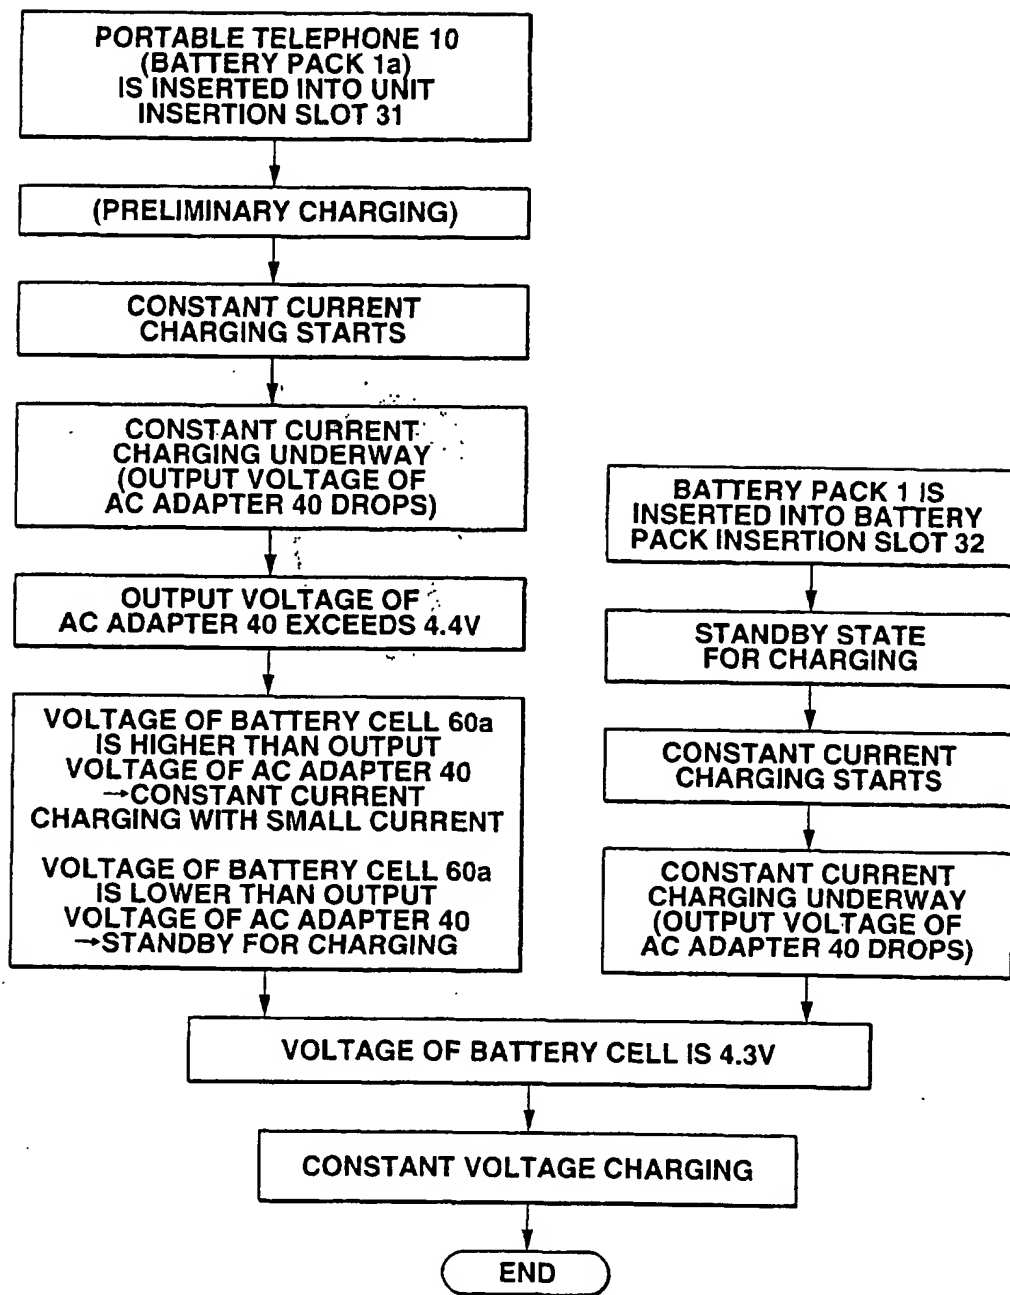 PORTABLE TELEPHONE 10
(BATTERY PACK 1a)
IS INSERTED INTO UNIT
INSERTION SLOT 31
(PRELIMINARY CHARGING)
CONSTANT CURRENT
CHARGING STARTS
CONSTANT CURRENT
CHARGING UNDERWAY
(OUTPUT VOLTAGE OF
AC ADAPTER 40 DROPS)
OUTPUT VOLTAGE OF
AC ADAPTER 40 EXCEEDS 4.4V
VOLTAGE OF BATTERY CELL 60a
IS HIGHER THAN OUTPUT
VOLTAGE OF AC ADAPTER 40
→CONSTANT CURRENT
CHARGING WITH SMALL CURRENT
VOLTAGE OF BATTERY CELL 60a
IS LOWER THAN OUTPUT
VOLTAGE OF AC ADAPTER 40
→STANDBY FOR CHARGING
BATTERY PACK 1 IS
INSERTED INTO BATTERY
PACK INSERTION SLOT 32
STANDBY STATE
FOR CHARGING
CONSTANT CURRENT
CHARGING STARTS
CONSTANT CURRENT
CHARGING UNDERWAY
(OUTPUT VOLTAGE OF
AC ADAPTER 40 DROPS)
VOLTAGE OF BATTERY CELL IS 4.3V
CONSTANT VOLTAGE CHARGING
END